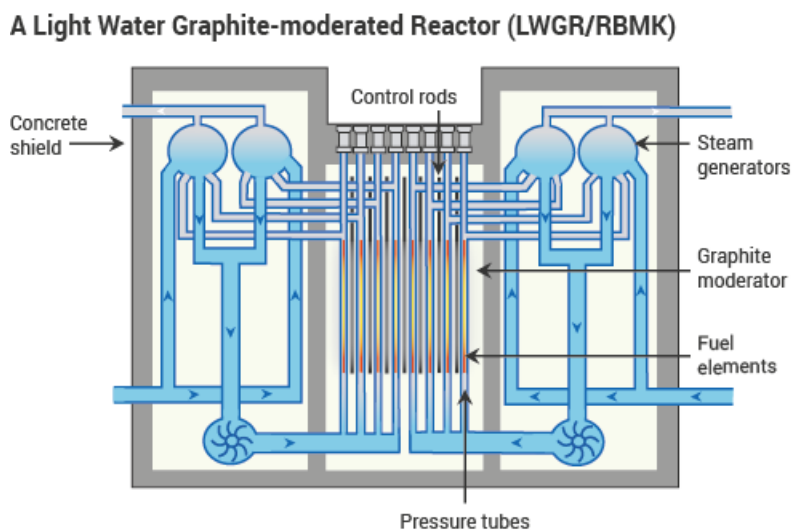 A Light Water Graphite-moderated Reactor (LWGR/RBMK)
Control rods
Concrete
shield
Steam
generators
Graphite
moderator
Fuel
elements
Pressure tubes